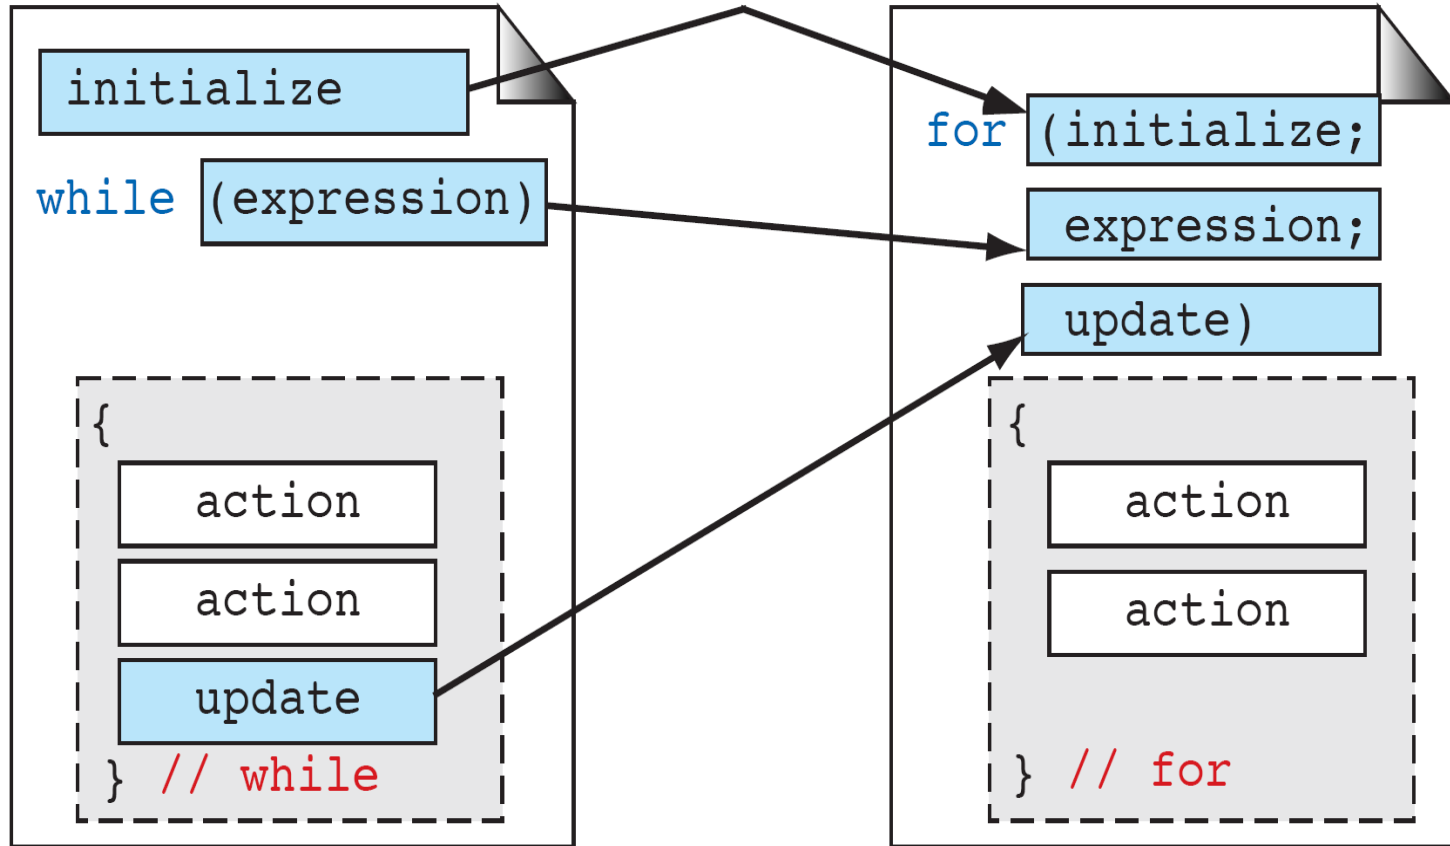 initialize
while (expression)
{
action
action
update
} // while
for (initialize;
expression;
update)
{
action
action
} // for